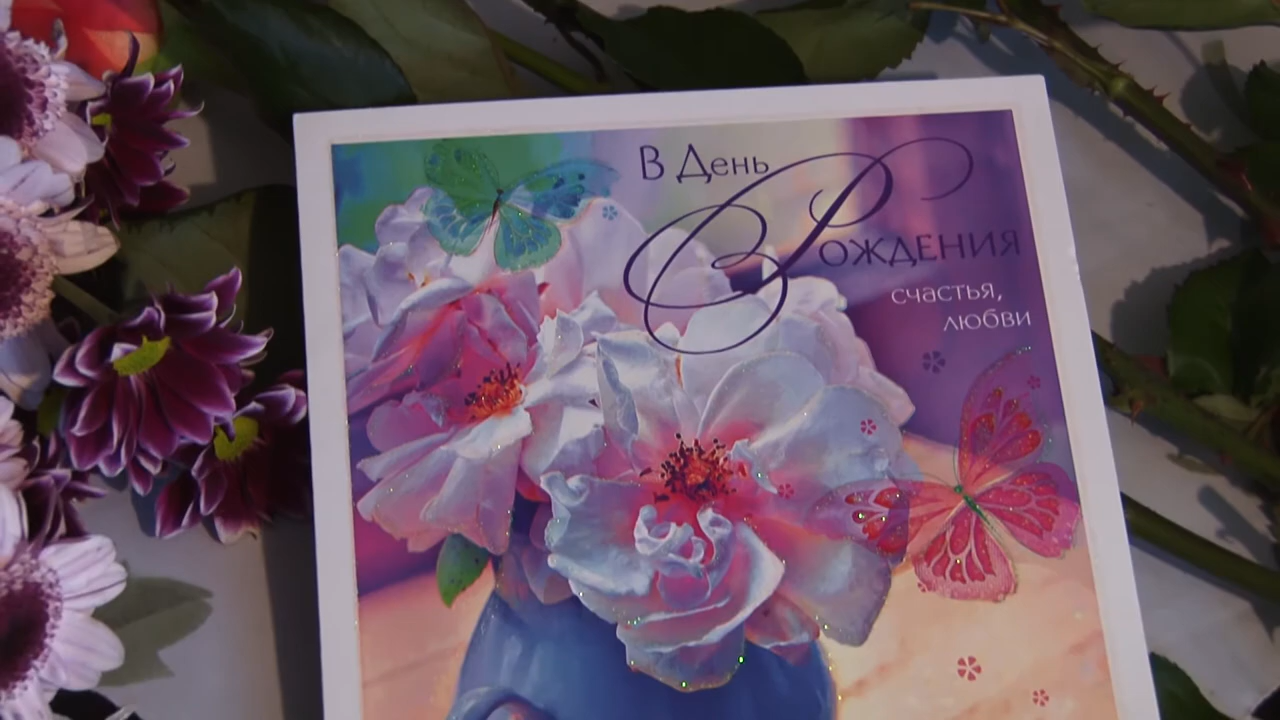 В День
Рождения
счастья,
любви